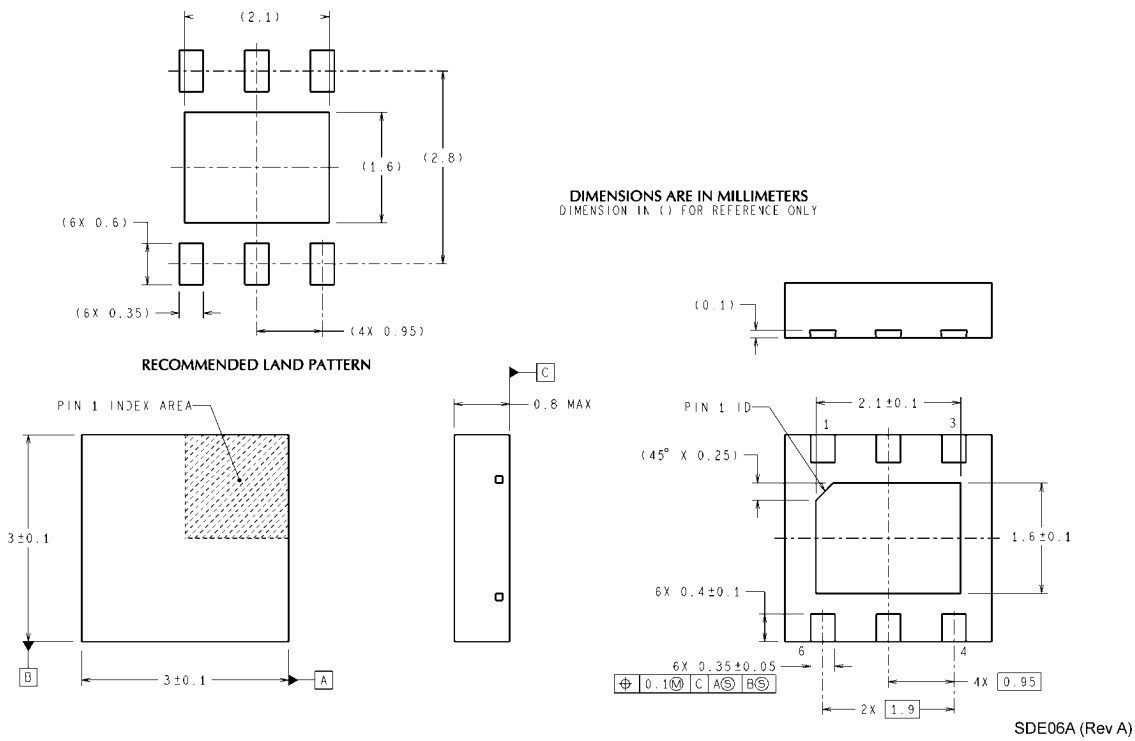 (2.1)
(1.6)
(2.8)
(6X 0.6)
(6X 0.35)
(4X 0.95)
RECOMMENDED LAND PATTERN
DIMENSIONS ARE IN MILLIMETERS
DIMENSION IN () FOR REFERENCE ONLY
(0.1)
PIN 1 INDEX AREA
3±0.1
B
3±0.1
A
0.8 MAX
C
PIN 1 ID
2.1±0.1
1
3
(45° X 0.25)
1.6±0.1
6X 0.4±0.1
6
4
6X 0.35±0.05
⌖ 0.1Ⓜ C AⓈ BⓈ
4X 0.95
2X 1.9
SDE06A (Rev A)